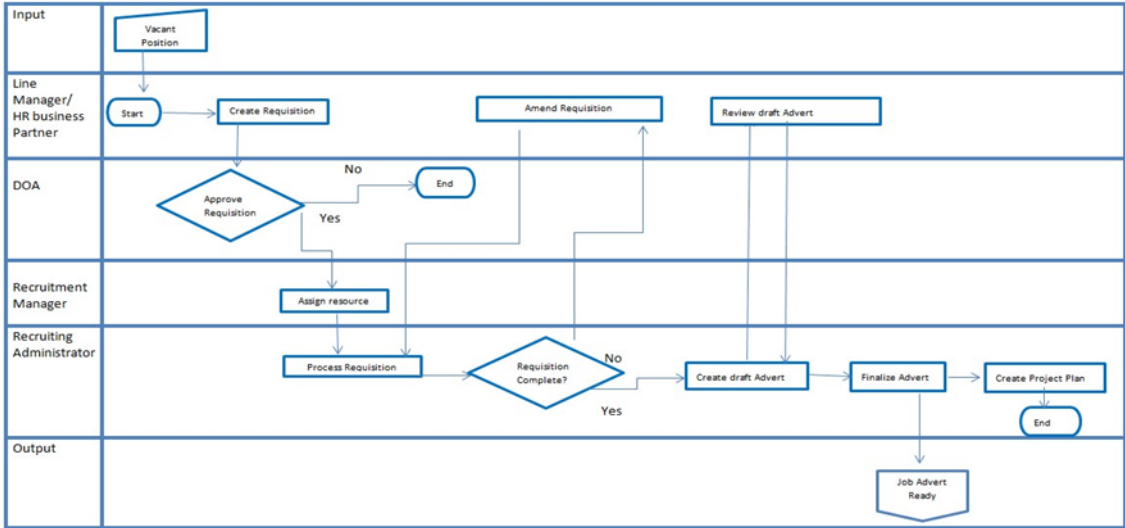 Input
Vacant
Position
Line
Manager/
HR business
Partner
Start
Create Requisition
Amend Requisition
Review draft Advert
DOA
Approve
Requisition
No
Yes
End
Recruitment
Manager
Assign resource
Recruiting
Administrator
Process Requisition
Requisition
Complete?
No
Yes
Create draft Advert
Finalize Advert
Create Project Plan
End
Output
Job Advert
Ready